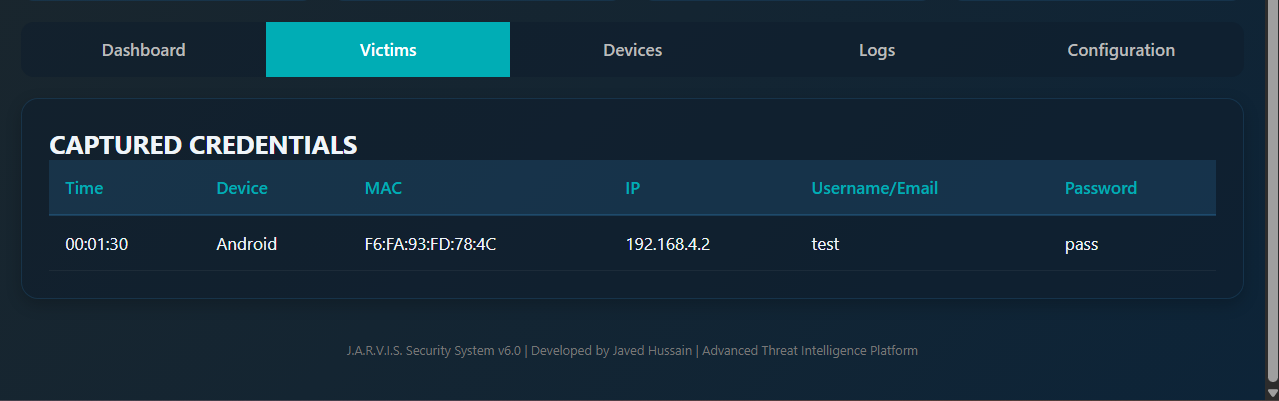 Dashboard Victims Devices Logs Configuration
CAPTURED CREDENTIALS
Time Device MAC IP Username/Email Password
00:01:30 Android F6:FA:93:FD:78:4C 192.168.4.2 test pass
J.A.R.V.I.S. Security System v6.0 | Developed by Javed Hussain | Advanced Threat Intelligence Platform